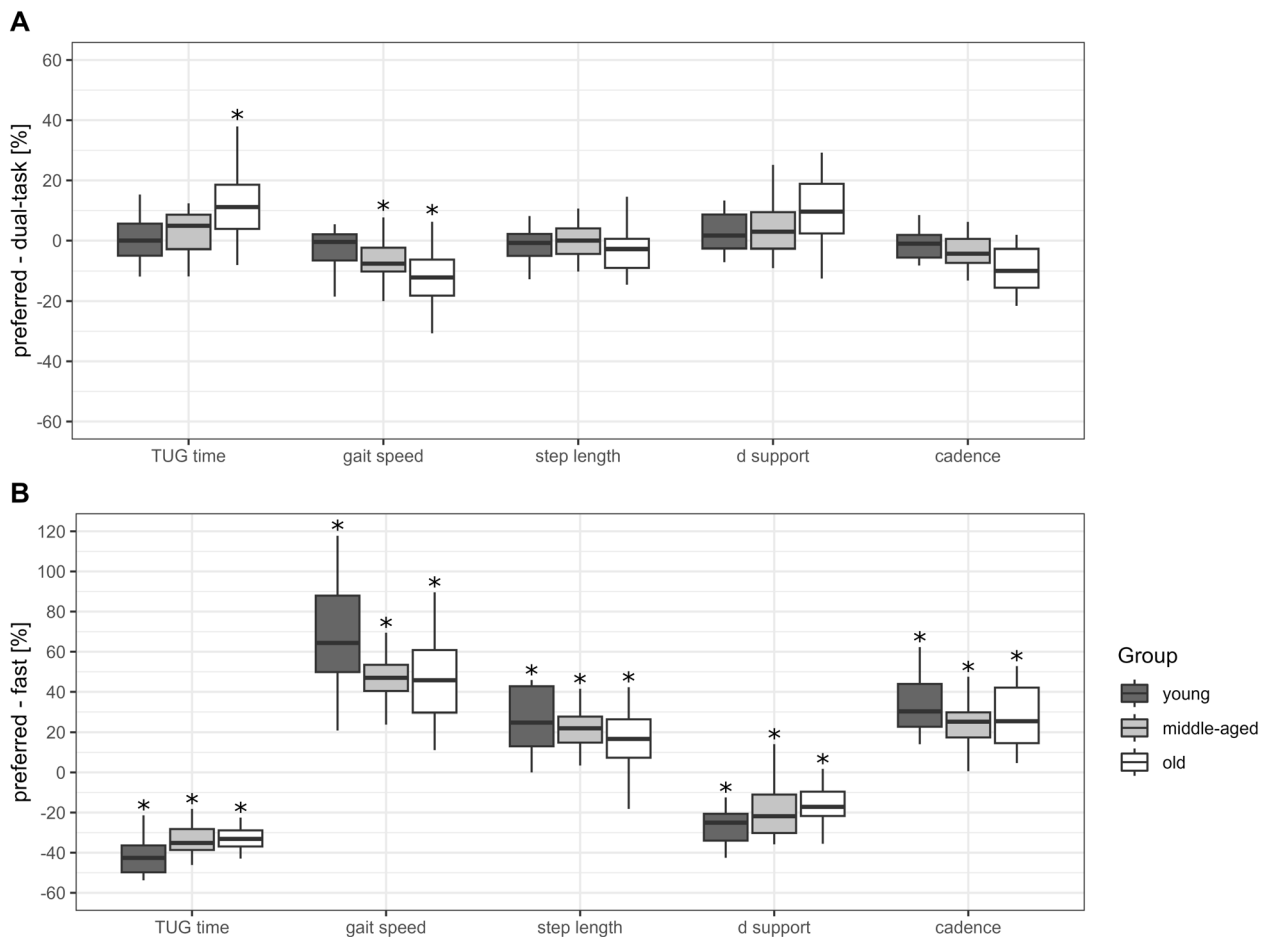 A
preferred - dual-task [%]
60
40
20
0
-20
-40
-60
* * *
TUG time gait speed step length d support cadence
B
preferred - fast [%]
120
100
80
60
40
20
0
-20
-40
-60
* * * * * * * * * * * * * * *
TUG time gait speed step length d support cadence
Group
young
middle-aged
old